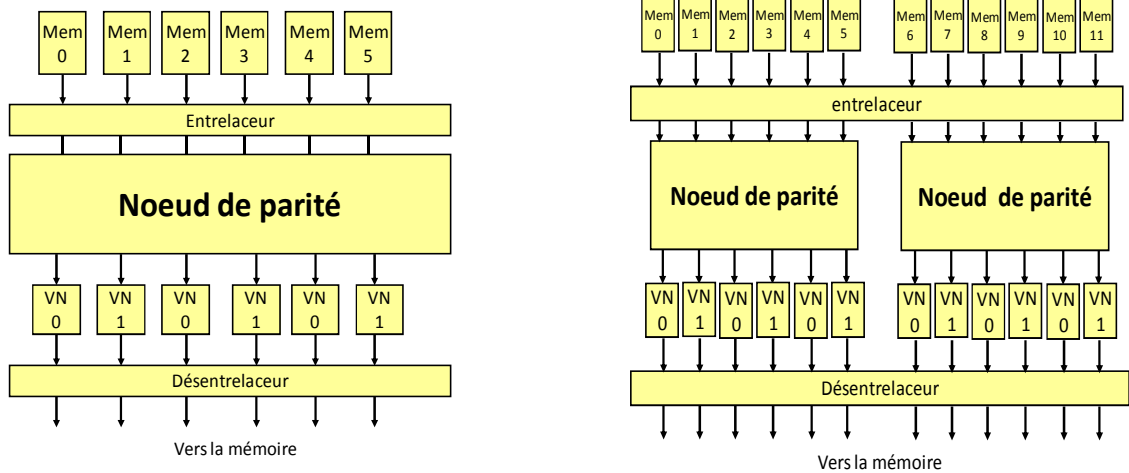 Mem 0 Mem 1 Mem 2 Mem 3 Mem 4 Mem 5
Entrelaceur
Noeud de parité
VN 0 VN 1 VN 0 VN 1 VN 0 VN 1
Désentrelaceur
Vers la mémoire
Mem 0 Mem 1 Mem 2 Mem 3 Mem 4 Mem 5 Mem 6 Mem 7 Mem 8 Mem 9 Mem 10 Mem 11
entrelaceur
Noeud de parité Noeud de parité
VN 0 VN 1 VN 0 VN 1 VN 0 VN 1 VN 0 VN 1 VN 0 VN 1 VN 0 VN 1
Désentrelaceur
Vers la mémoire